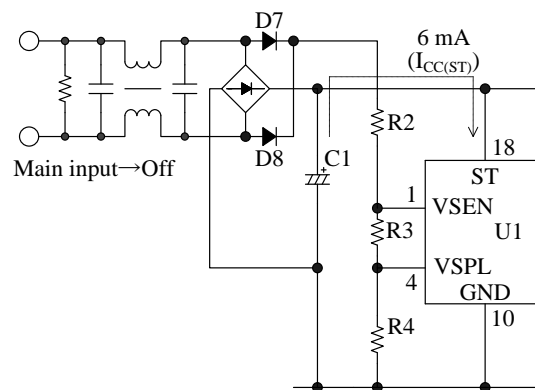 D7
6 mA
(I_CC(ST))
R2
D8
C1
+
Main input→Off
18
ST
1
VSEN
U1
R3
VSPL
4
GND
10
R4